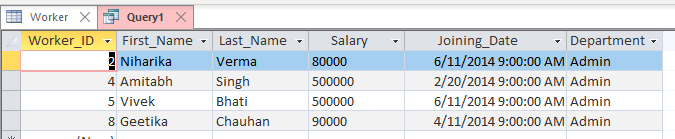 Worker Query1
Worker_ID First_Name Last_Name Salary Joining_Date Department
2 Niharika Verma 80000 6/11/2014 9:00:00 AM Admin
4 Amitabh Singh 500000 2/20/2014 9:00:00 AM Admin
5 Vivek Bhati 500000 6/11/2014 9:00:00 AM Admin
8 Geetika Chauhan 90000 4/11/2014 9:00:00 AM Admin